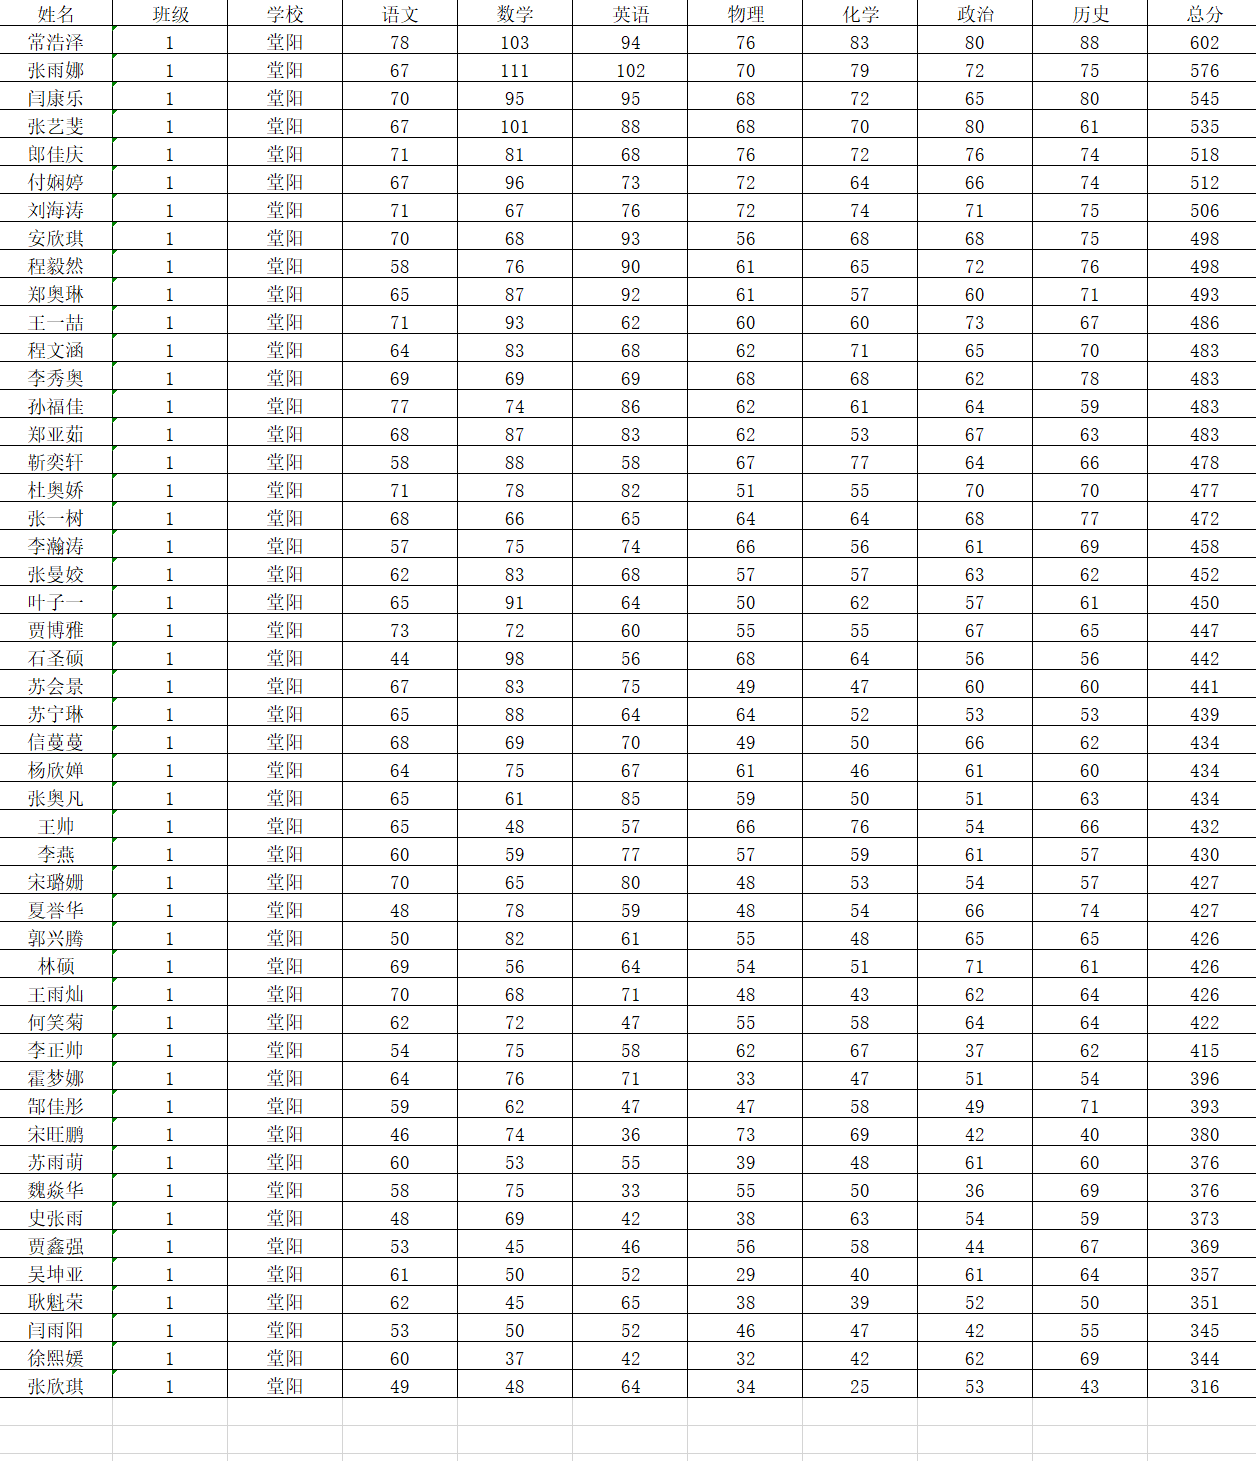 姓名 班级 学校 语文 数学 英语 物理 化学 政治 历史 总分
常浩泽 1 堂阳 78 103 94 76 83 80 88 602
张雨娜 1 堂阳 67 111 102 70 79 72 75 576
闫康乐 1 堂阳 70 95 95 68 72 65 80 545
张艺斐 1 堂阳 67 101 88 68 70 80 61 535
郎佳庆 1 堂阳 71 81 68 76 72 76 74 518
付娴婷 1 堂阳 67 96 73 72 64 66 74 512
刘海涛 1 堂阳 71 67 76 72 74 71 75 506
安欣琪 1 堂阳 70 68 93 56 68 68 75 498
程毅然 1 堂阳 58 76 90 61 65 72 76 498
郑奥琳 1 堂阳 65 87 92 61 57 60 71 493
王一喆 1 堂阳 71 93 62 60 60 73 67 486
程文涵 1 堂阳 64 83 68 62 71 65 70 483
李秀奥 1 堂阳 69 69 69 68 68 62 78 483
孙福佳 1 堂阳 77 74 86 62 61 64 59 483
郑亚茹 1 堂阳 68 87 83 62 53 67 63 483
靳奕轩 1 堂阳 58 88 58 67 77 64 66 478
杜奥娇 1 堂阳 71 78 82 51 55 70 70 477
张一树 1 堂阳 68 66 65 64 64 68 77 472
李瀚涛 1 堂阳 57 75 74 66 56 61 69 458
张曼姣 1 堂阳 62 83 68 57 57 63 62 452
叶子一 1 堂阳 65 91 64 50 62 57 61 450
贾博雅 1 堂阳 73 72 60 55 55 67 65 447
石圣硕 1 堂阳 44 98 56 68 64 56 56 442
苏会景 1 堂阳 67 83 75 49 47 60 60 441
苏宁琳 1 堂阳 65 88 64 64 52 53 53 439
信蔓蔓 1 堂阳 68 69 70 49 50 66 62 434
杨欣婵 1 堂阳 64 75 67 61 46 61 60 434
张奥凡 1 堂阳 65 61 85 59 50 51 63 434
王帅 1 堂阳 65 48 57 66 76 54 66 432
李燕 1 堂阳 60 59 77 57 59 61 57 430
宋璐姗 1 堂阳 70 65 80 48 53 54 57 427
夏誉华 1 堂阳 48 78 59 48 54 66 74 427
郭兴腾 1 堂阳 50 82 61 55 48 65 65 426
林硕 1 堂阳 69 56 64 54 51 71 61 426
王雨灿 1 堂阳 70 68 71 48 43 62 64 426
何笑菊 1 堂阳 62 72 47 55 58 64 64 422
李正帅 1 堂阳 54 75 58 62 67 37 62 415
霍梦娜 1 堂阳 64 76 71 33 47 51 54 396
郜佳彤 1 堂阳 59 62 47 47 58 49 71 393
宋旺鹏 1 堂阳 46 74 36 73 69 42 40 380
苏雨萌 1 堂阳 60 53 55 39 48 61 60 376
魏焱华 1 堂阳 58 75 33 55 50 36 69 376
史张雨 1 堂阳 48 69 42 38 63 54 59 373
贾鑫强 1 堂阳 53 45 46 56 58 44 67 369
吴坤亚 1 堂阳 61 50 52 29 40 61 64 357
耿魁荣 1 堂阳 62 45 65 38 39 52 50 351
闫雨阳 1 堂阳 53 50 52 46 47 42 55 345
徐熙媛 1 堂阳 60 37 42 32 42 62 69 344
张欣琪 1 堂阳 49 48 64 34 25 53 43 316